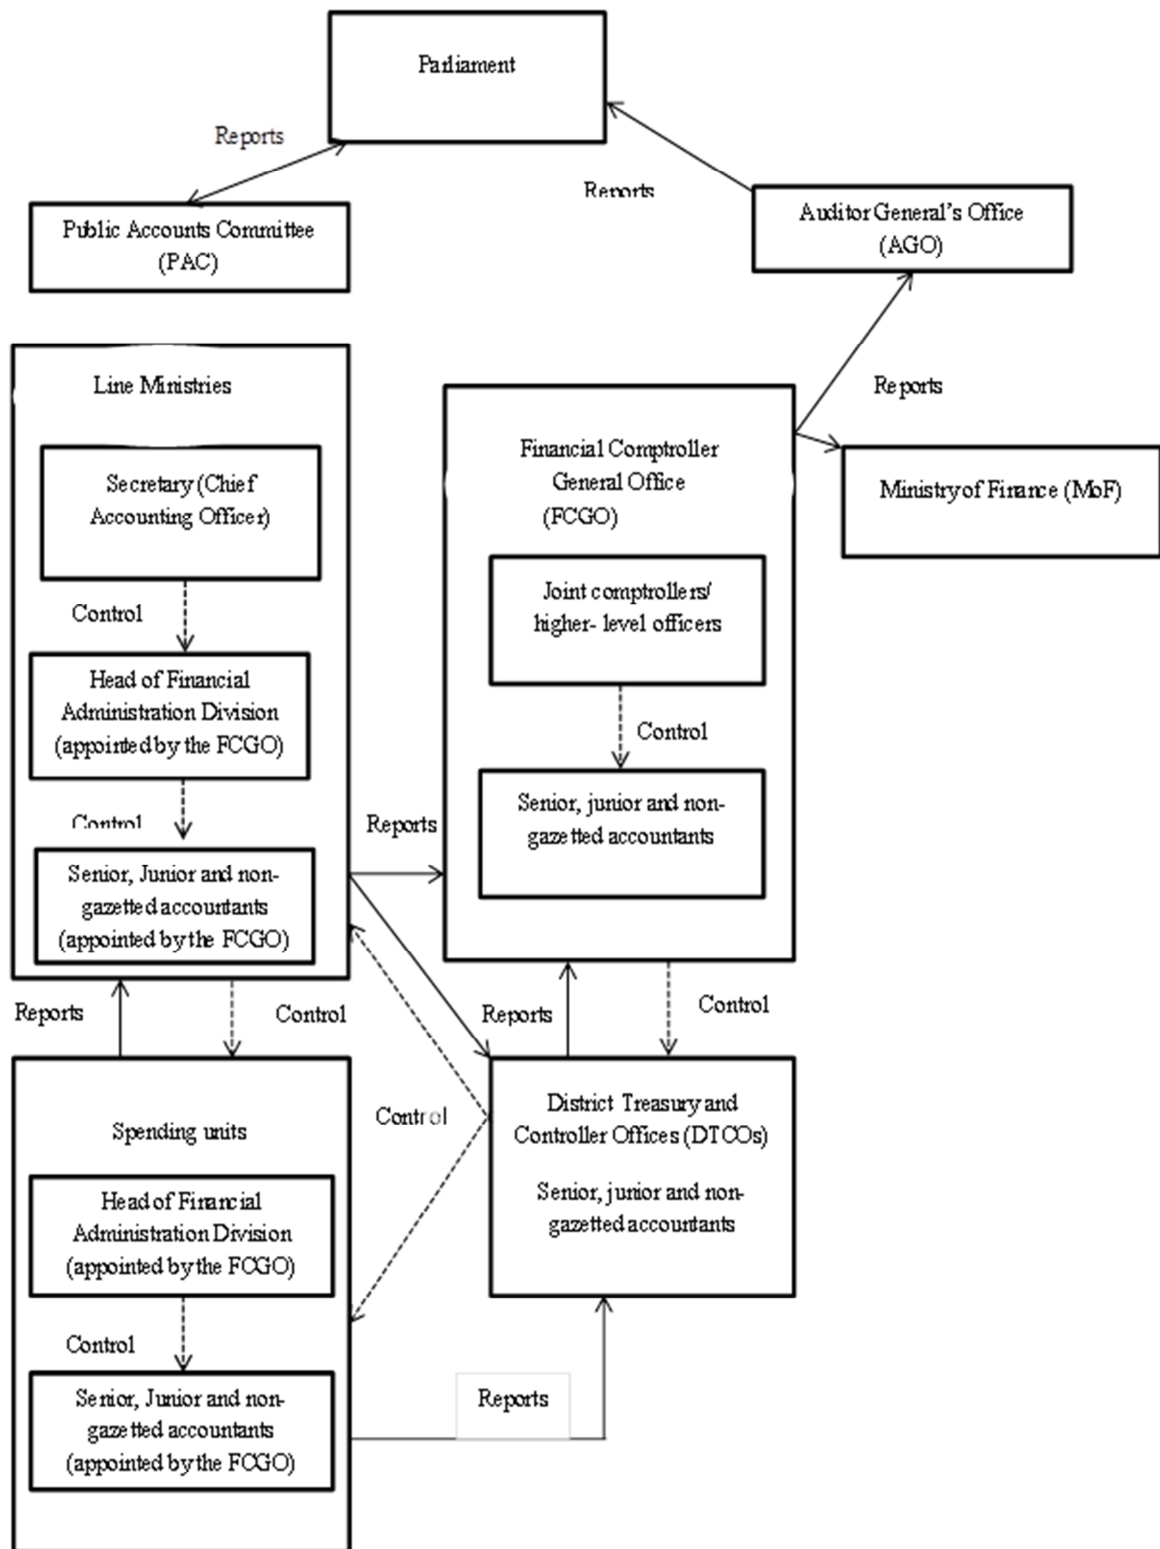 Parliament
Reports
Reports
Public Accounts Committee
(PAC)
Auditor General's Office
(AGO)
Reports
Line Ministries
Secretary (Chief
Accounting Officer)
Control
Head of Financial
Administration Division
(appointed by the FCGO)
Control
Senior, Junior and non-
gazetted accountants
(appointed by the FCGO)
Financial Comptroller
General Office
(FCGO)
Joint comptrollers/
higher- level officers
Control
Senior, junior and non-
gazetted accountants
Ministry of Finance (MoF)
Reports
Reports
Control
Reports
Control
Control
Spending units
Head of Financial
Administration Division
(appointed by the FCGO)
Control
Senior, Junior and non-
gazetted accountants
(appointed by the FCGO)
District Treasury and
Controller Offices (DTCOs)
Senior, junior and non-
gazetted accountants
Reports